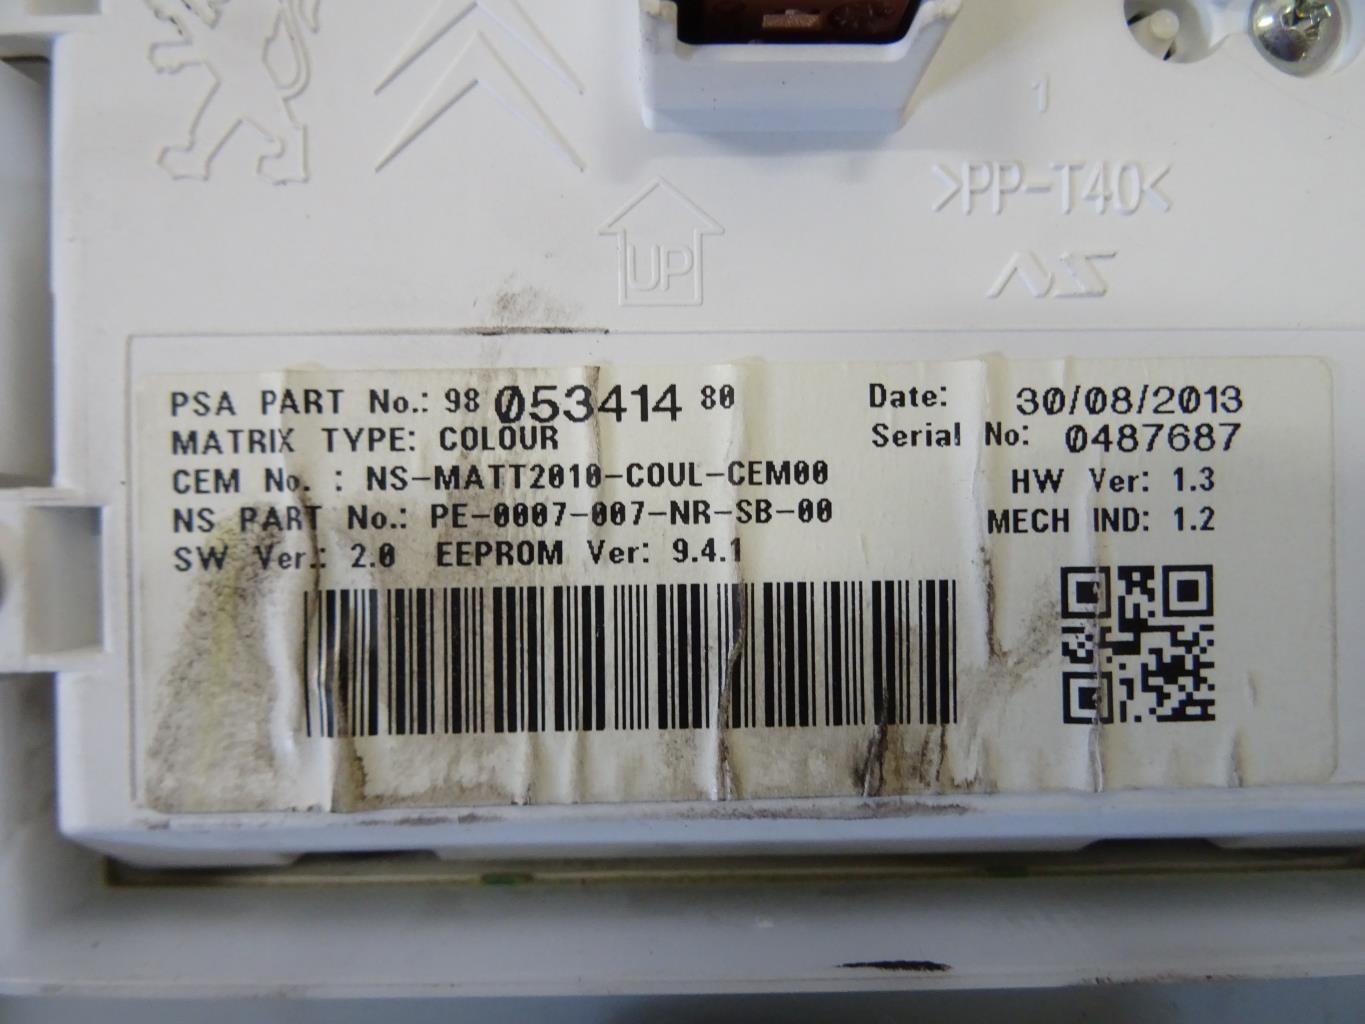 1
>PP-T40<
UP
NS
PSA PART No.: 98 053414 80
MATRIX TYPE: COLOUR
CEM No. : NS-MATT2010-COUL-CEM00
NS PART No.: PE-0007-007-NR-SB-00
SW Ver.: 2.0 EEPROM Ver: 9.4.1
Date: 30/08/2013
Serial No: 0487687
HW Ver: 1.3
MECH IND: 1.2